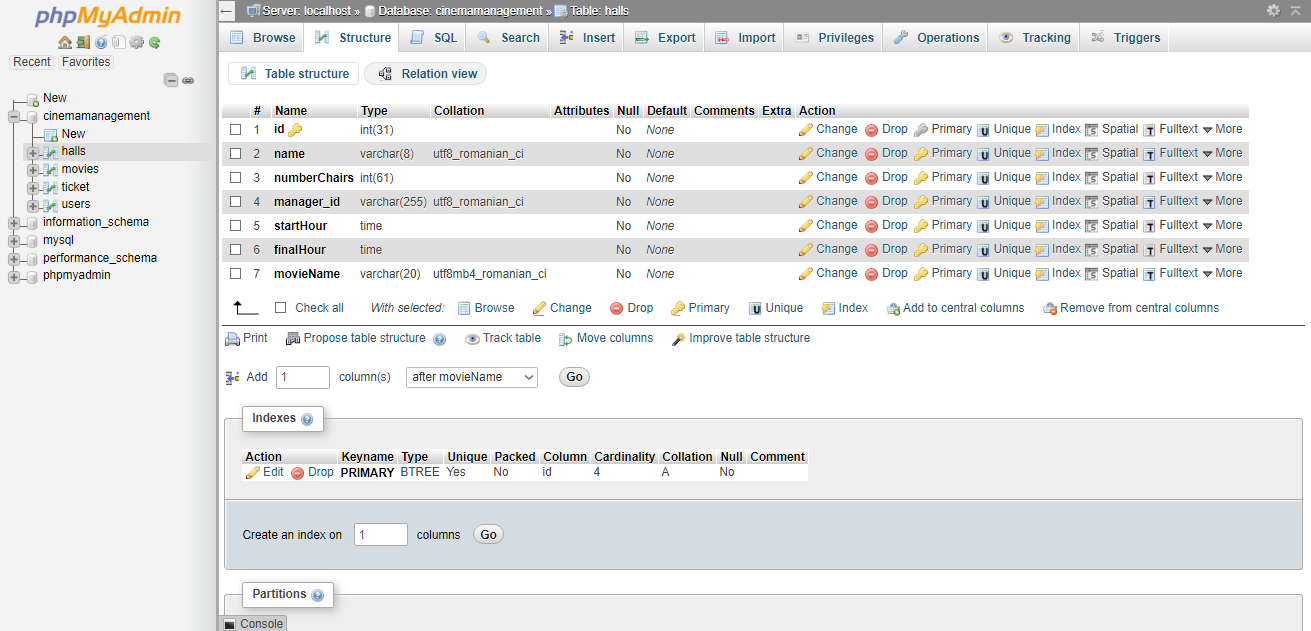 phpMyAdmin
Recent Favorites
New
cinemamanagement
New
halls
movies
ticket
users
information_schema
mysql
performance_schema
phpmyadmin
Server: localhost » Database: cinemamanagement » Table: halls
Browse Structure SQL Search Insert Export Import Privileges Operations Tracking Triggers
Table structure Relation view
# Name Type Collation Attributes Null Default Comments Extra Action
1 id int(31) No None Change Drop Primary Unique Index Spatial Fulltext More
2 name varchar(8) utf8_romanian_ci No None Change Drop Primary Unique Index Spatial Fulltext More
3 numberChairs int(61) No None Change Drop Primary Unique Index Spatial Fulltext More
4 manager_id varchar(255) utf8_romanian_ci No None Change Drop Primary Unique Index Spatial Fulltext More
5 startHour time No None Change Drop Primary Unique Index Spatial Fulltext More
6 finalHour time No None Change Drop Primary Unique Index Spatial Fulltext More
7 movieName varchar(20) utf8mb4_romanian_ci No None Change Drop Primary Unique Index Spatial Fulltext More
Check all With selected: Browse Change Drop Primary Unique Index Add to central columns Remove from central columns
Print Propose table structure Track table Move columns Improve table structure
Add 1 column(s) after movieName Go
Indexes
Action Keyname Type Unique Packed Column Cardinality Collation Null Comment
Edit Drop PRIMARY BTREE Yes No id 4 A No
Create an index on 1 columns Go
Partitions
Console